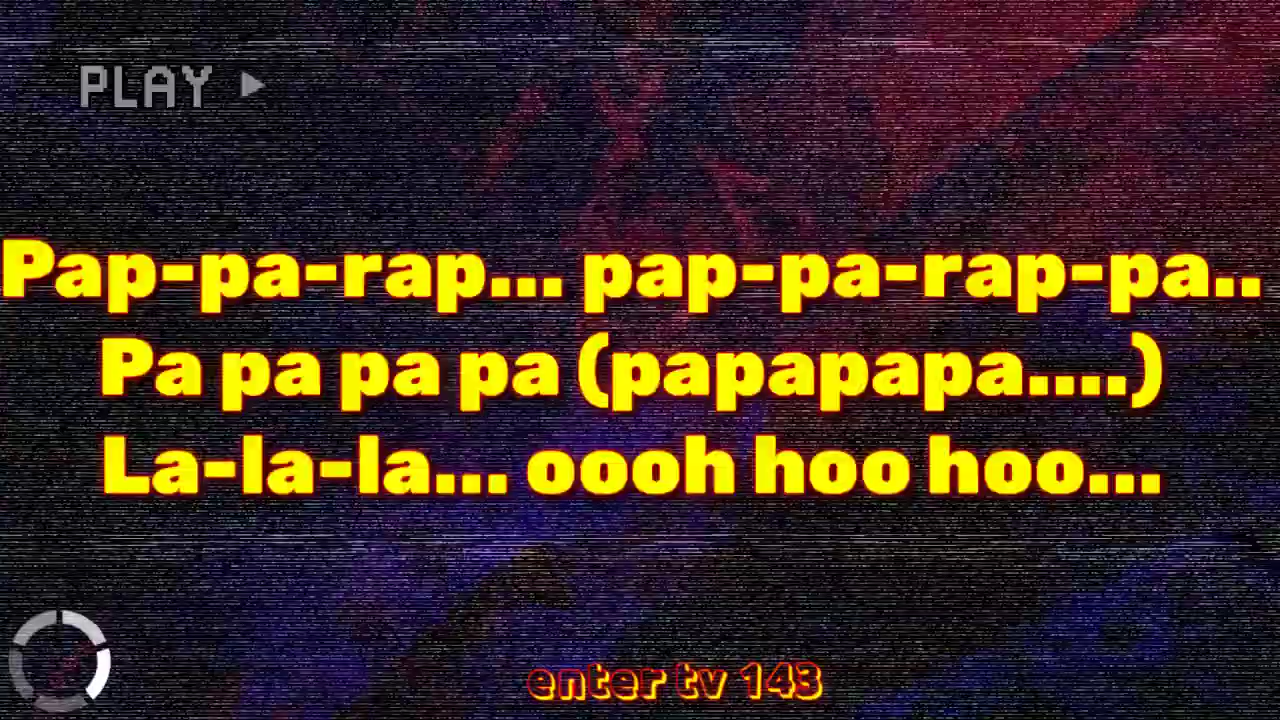 PLAY
Pap-pa-rap... pap-pa-rap-pa..
Pa pa pa pa (papapapa....)
La-la-la... oooh hoo hoo...
enter tv 143